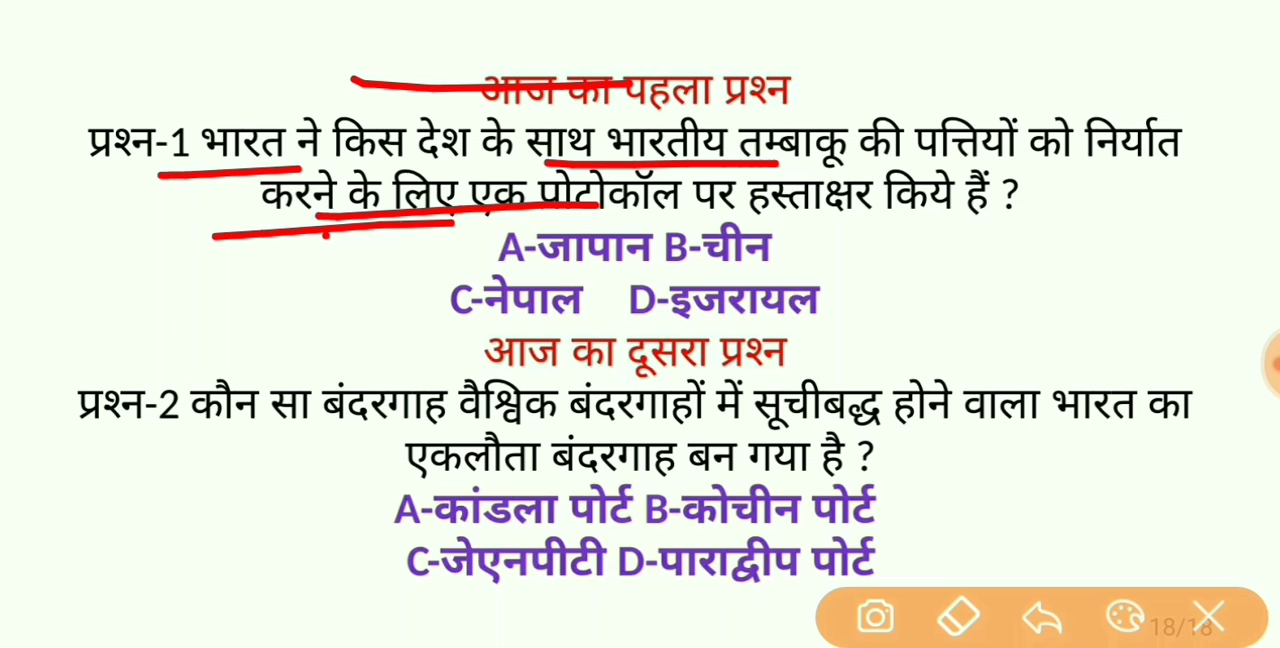 आज का पहला प्रश्न
प्रश्न-1 भारत ने किस देश के साथ भारतीय तम्बाकू की पत्तियों को निर्यात
करने के लिए एक पोटोकॉल पर हस्ताक्षर किये हैं ?
A-जापान B-चीन
C-नेपाल D-इजरायल
आज का दूसरा प्रश्न
प्रश्न-2 कौन सा बंदरगाह वैश्विक बंदरगाहों में सूचीबद्ध होने वाला भारत का
एकलौता बंदरगाह बन गया है ?
A-कांडला पोर्ट B-कोचीन पोर्ट
C-जेएनपीटी D-पाराद्वीप पोर्ट
18/18